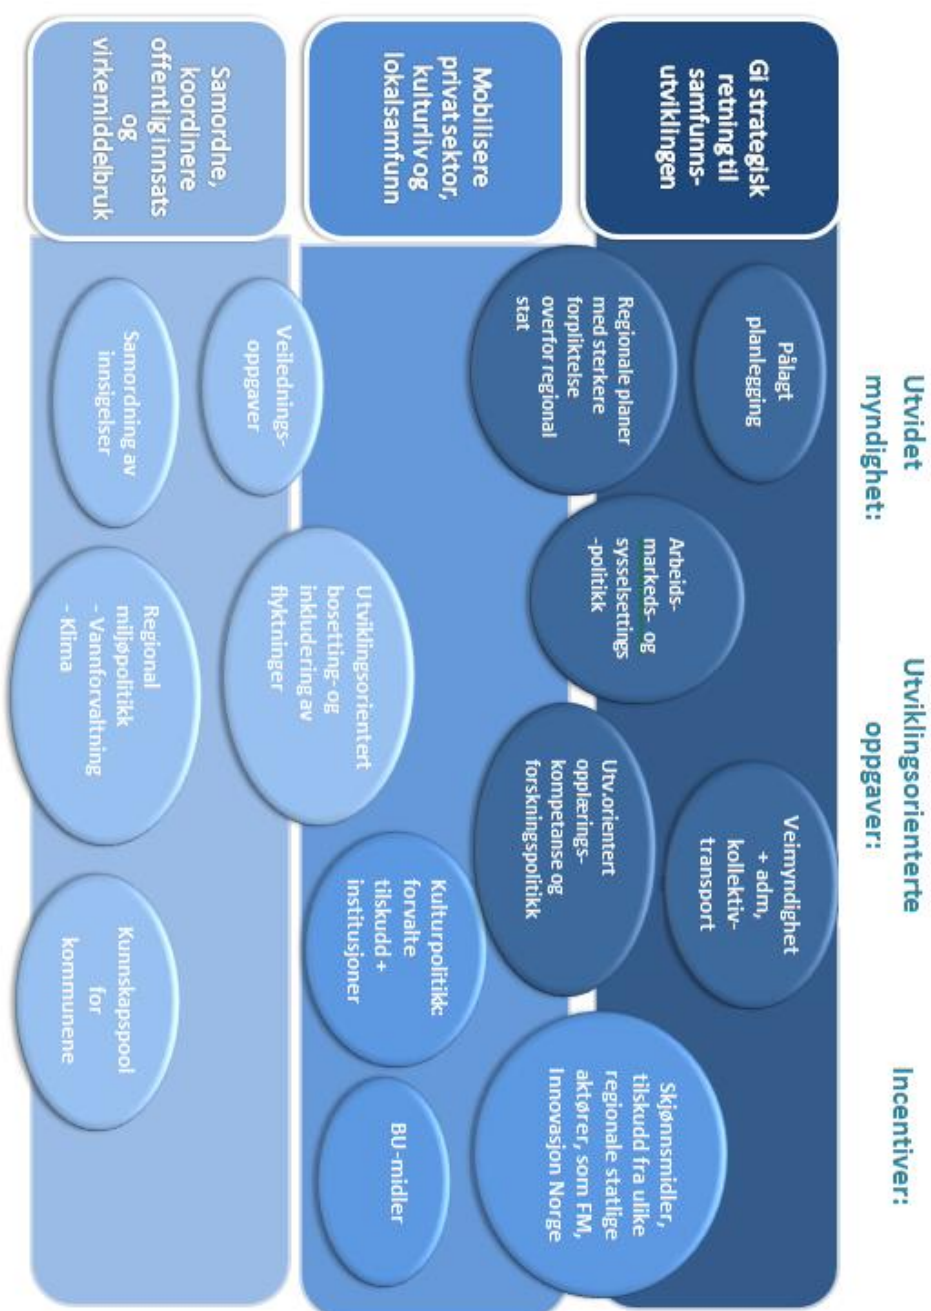 Utvidet
myndighet:
Utviklingsorienterte
oppgaver:
Incentiver:
Gi strategisk
retning til
samfunns-
utviklingen
Pålagt
planlegging
Regionale planer
med sterkere
forpliktelse
overfor regional
stat
Arbeids-
markeds- og
sysselsettings
-politikk
Veimyndighet
+ adm,
kollektiv-
transport
Utv.orientert
opplærings-
kompetanse og
forskningspolitikk
Skjønnsmidler,
tilskudd fra ulike
regionale statlige
aktører, som FM,
Innovasjon Norge
Mobilisere
privat sektor,
kulturliv og
lokalsamfunn
Utviklingsorientert
bosetting- og
inkludering av
flyktninger
Kulturpolitikk:
forvalte
tilskudd +
institusjoner
BU-midler
Samordne,
koordinere
offentlig innsats
og
virkemiddelbruk
Veilednings-
oppgaver
Samordning av
innsigelser
Regional
miljøpolitikk
- Vannforvaltning
- Klima
Kunnskapspool
for
kommunene